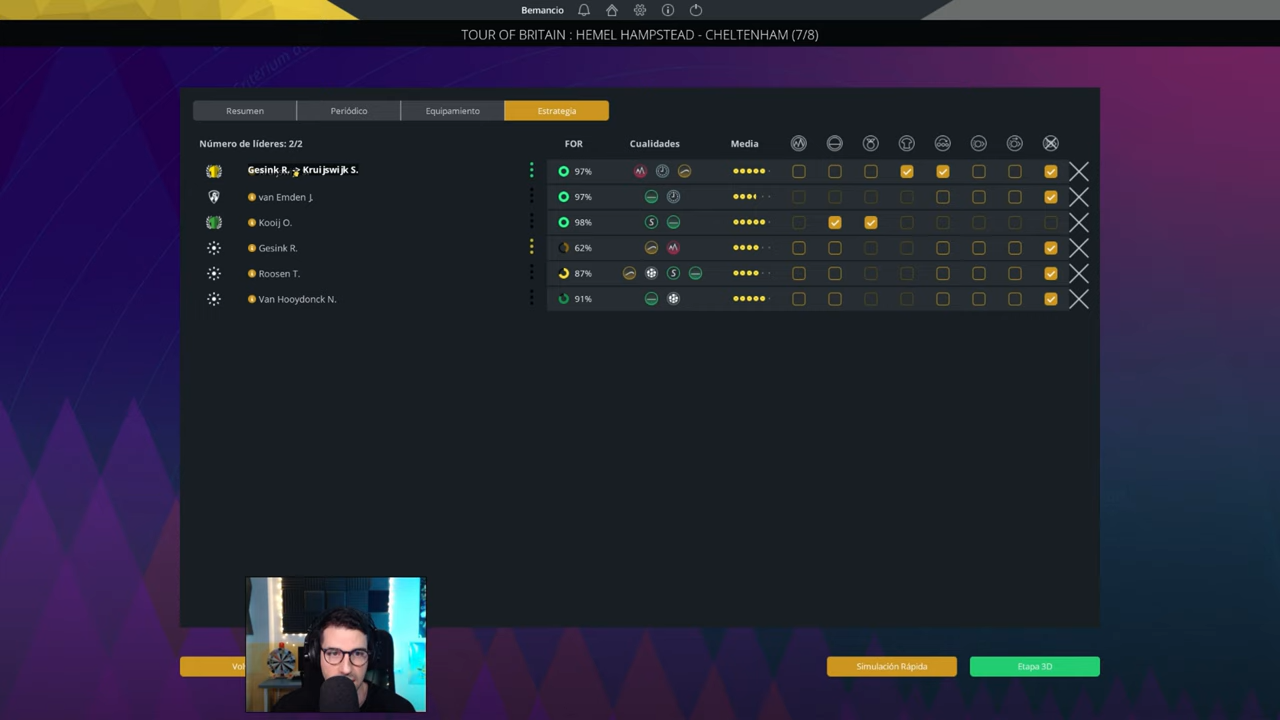 Bemancio
TOUR OF BRITAIN : HEMEL HAMPSTEAD - CHELTENHAM (7/8)
Resumen Periódico Equipamiento Estrategia
Número de líderes: 2/2 FOR Cualidades Media
Gesink R. -> Kruijswijk S. 97%
van Emden J. 97%
Kooij O. 98%
Gesink R. 62%
Roosen T. 87%
Van Hooydonck N. 91%
Simulación Rápida Etapa 3D